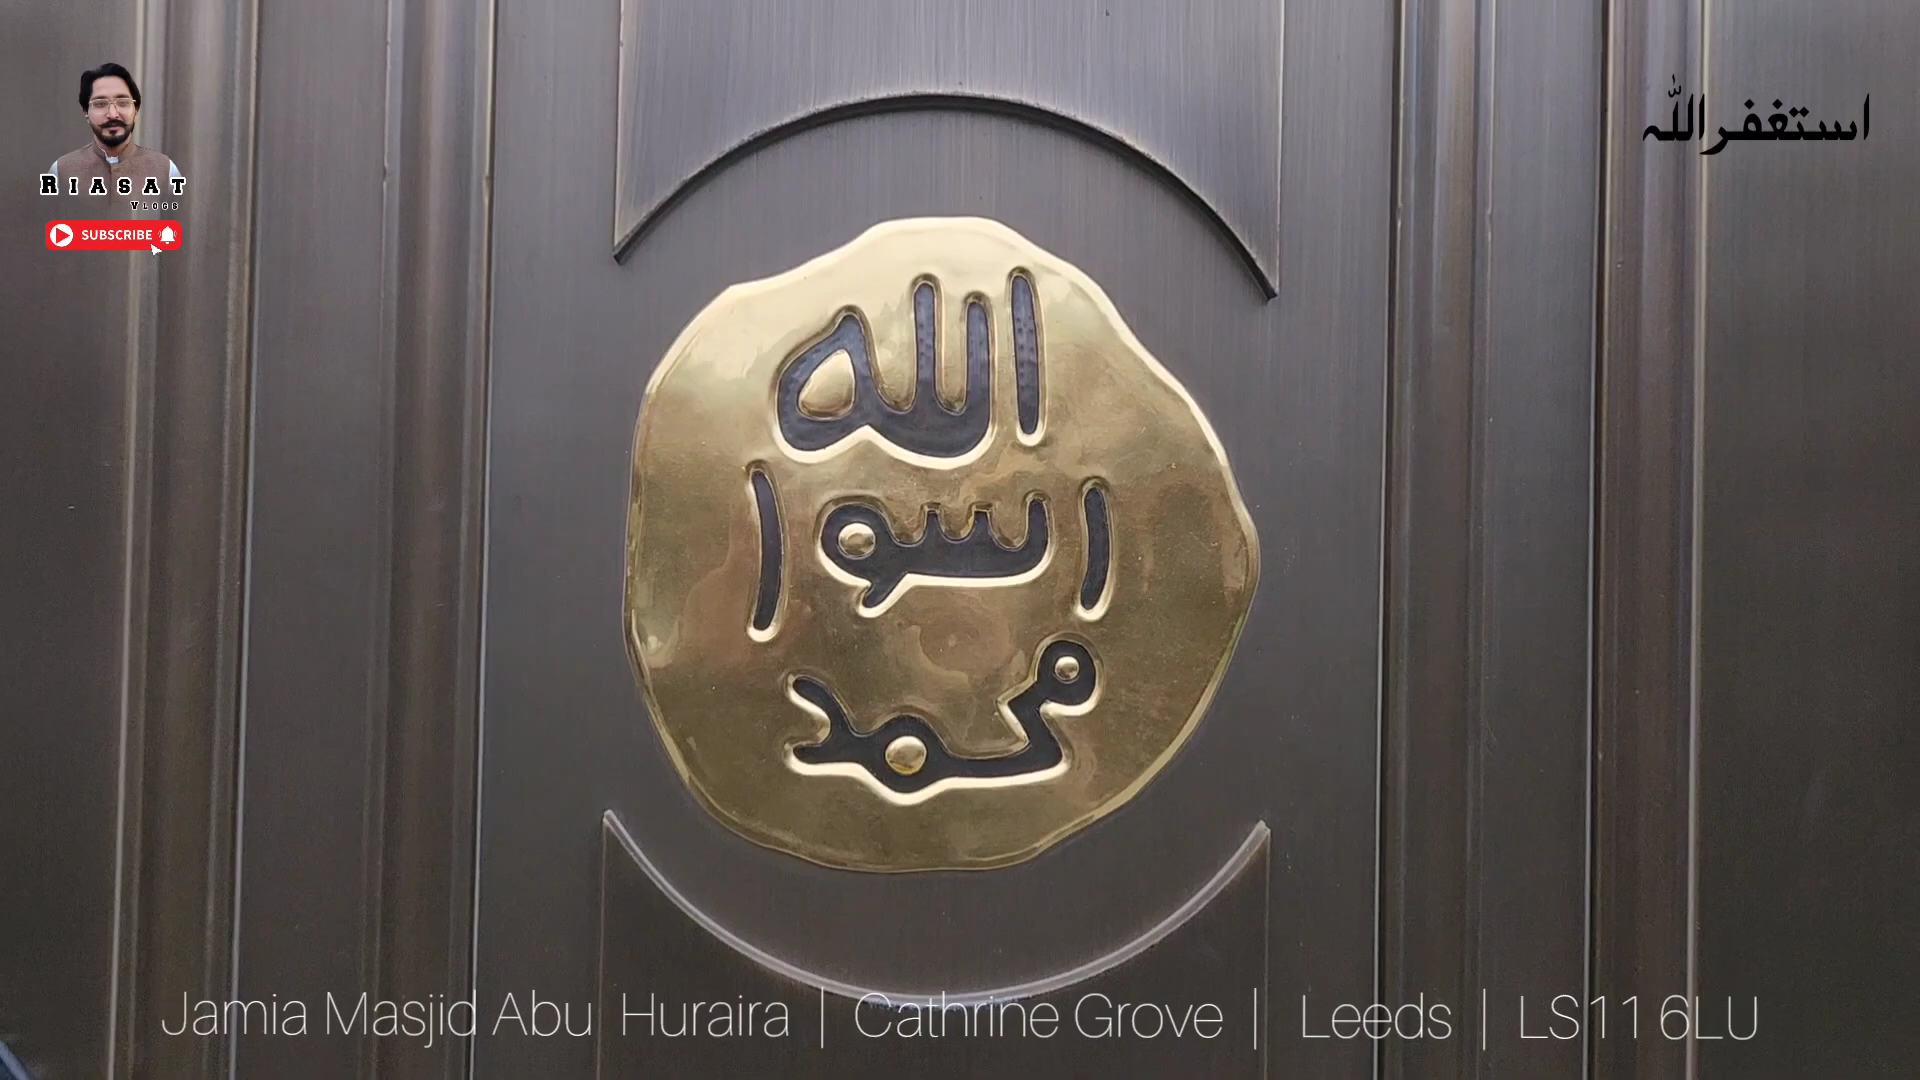 استغفراللہ
RIASAT
VLOGS
SUBSCRIBE
الله
رسول
محمد
Jamia Masjid Abu Huraira | Cathrine Grove | Leeds | LS11 6LU